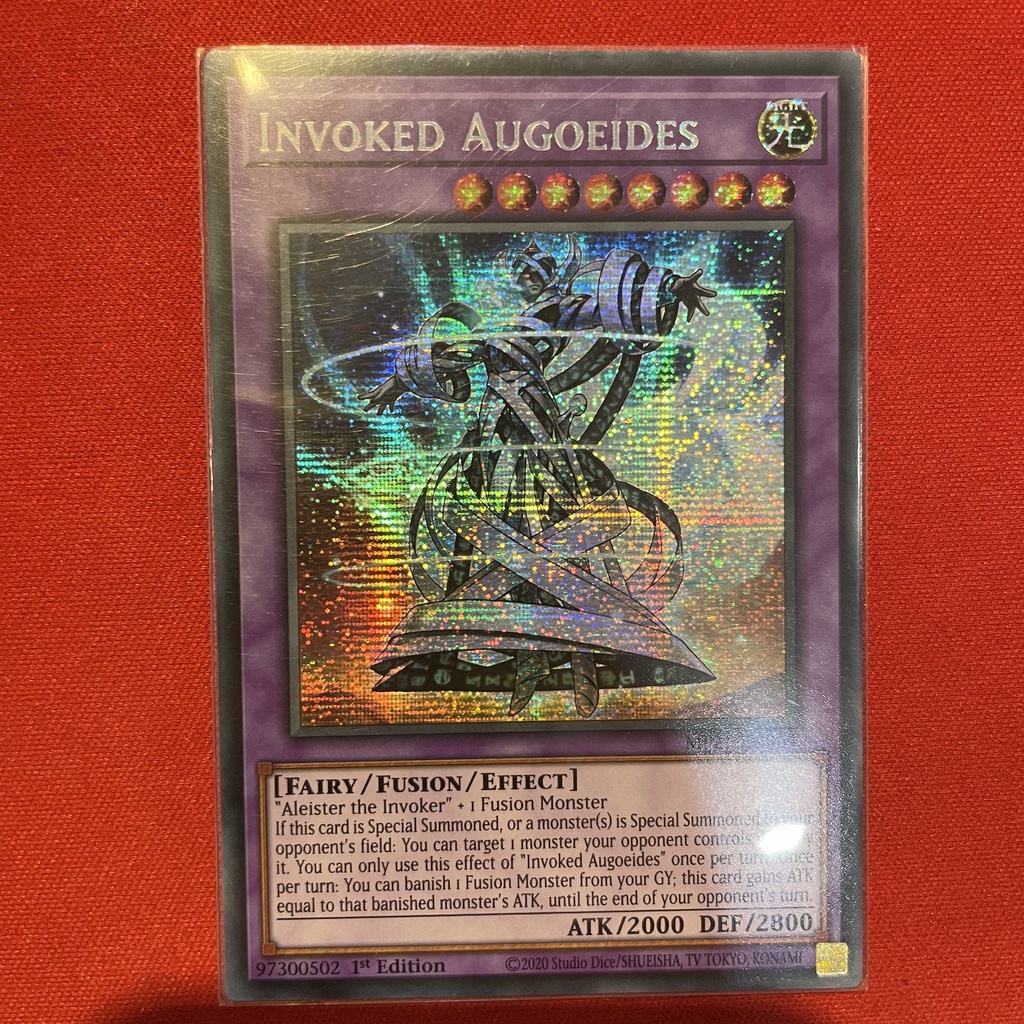 INVOKED AUGOEIDES
LIGHT
光
[FAIRY/FUSION/EFFECT]
"Aleister the Invoker" + 1 Fusion Monster
If this card is Special Summoned, or a monster(s) is Special Summoned to your
opponent's field: You can target 1 monster your opponent controls;
it. You can only use this effect of "Invoked Augoeides" once per turn. Once
per turn: You can banish 1 Fusion Monster from your GY; this card gains ATK
equal to that banished monster's ATK, until the end of your opponent's turn.
ATK/2000 DEF/2800
97300502 1st Edition ©2020 Studio Dice/SHUEISHA, TV TOKYO, KONAMI